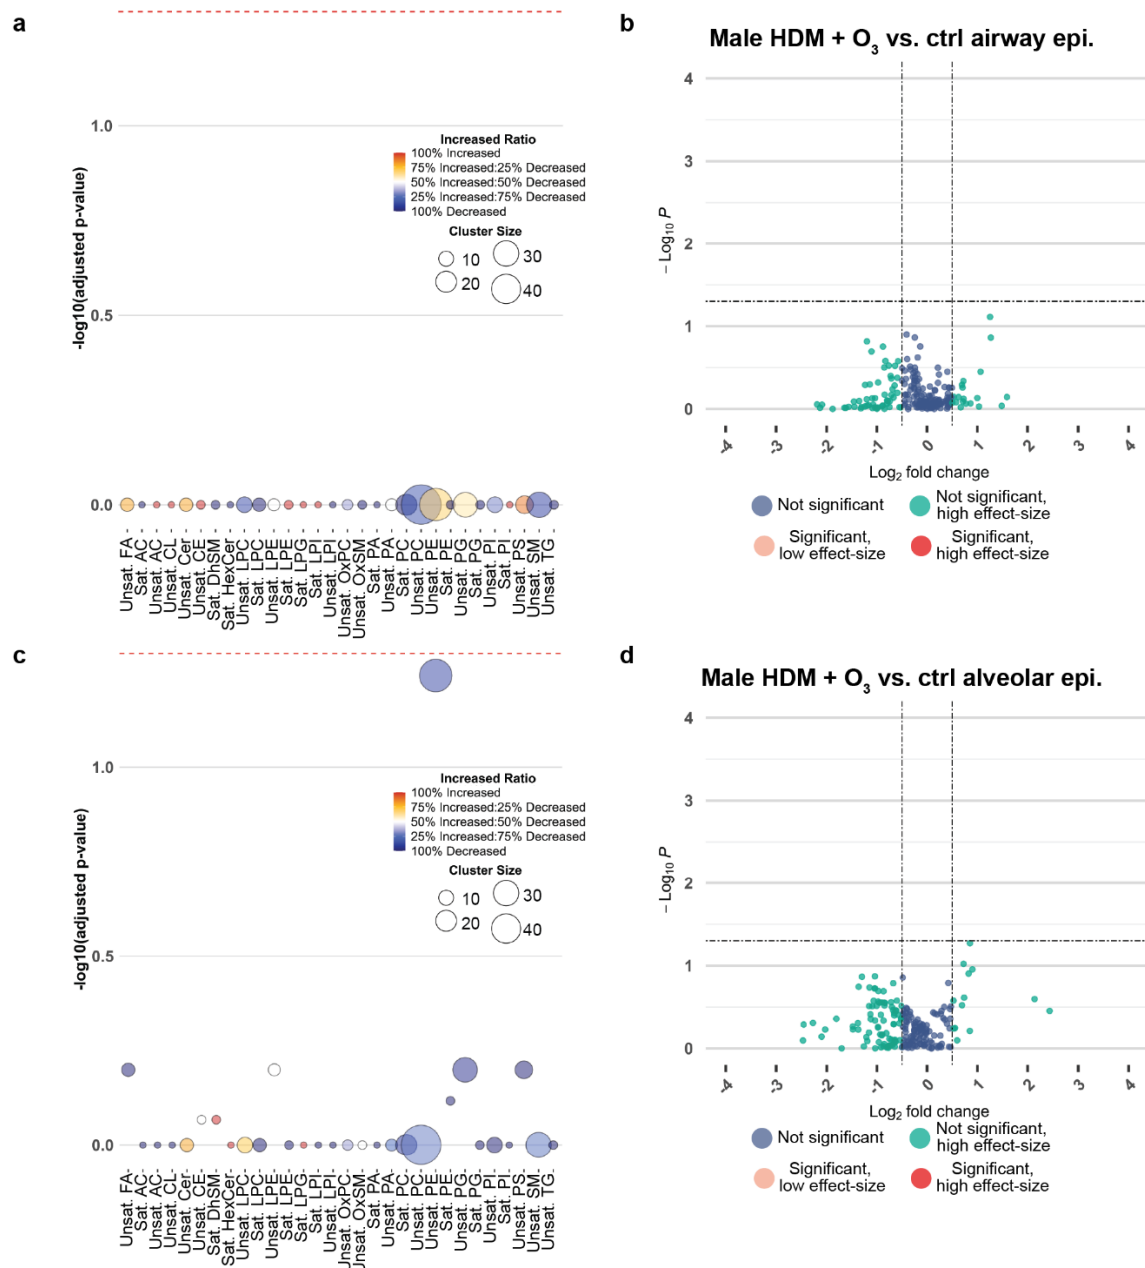 a
1.0
0.5
0.0
-log10(adjusted p-value)
Increased Ratio
100% Increased
75% Increased:25% Decreased
50% Increased:50% Decreased
25% Increased:75% Decreased
100% Decreased
Cluster Size
10 30
20 40
Unsat. FA
Sat. AC
Unsat. AC
Unsat. CL
Unsat. Cer
Unsat. CE
Sat. DhSM
Sat. HexCer
Unsat. LPC
Sat. LPC
Unsat. LPE
Sat. LPE
Sat. LPG
Sat. LPI
Unsat. LPI
Unsat. OxPC
Unsat. OxSM
Sat. PA
Unsat. PA
Sat. PC
Unsat. PC
Unsat. PE
Sat. PE
Unsat. PG
Sat. PG
Unsat. PI
Sat. PI
Unsat. PS
Unsat. SM
Unsat. TG
b
Male HDM + O3 vs. ctrl airway epi.
4
3
2
1
0
– Log10 P
-4 -3 -2 -1 0 1 2 3 4
Log2 fold change
Not significant
Not significant,
high effect-size
Significant,
low effect-size
Significant,
high effect-size
c
1.0
0.5
0.0
-log10(adjusted p-value)
Increased Ratio
100% Increased
75% Increased:25% Decreased
50% Increased:50% Decreased
25% Increased:75% Decreased
100% Decreased
Cluster Size
10 30
20 40
Unsat. FA
Sat. AC
Unsat. AC
Unsat. CL
Unsat. Cer
Unsat. CE
Sat. DhSM
Sat. HexCer
Unsat. LPC
Sat. LPC
Unsat. LPE
Sat. LPE
Sat. LPG
Sat. LPI
Unsat. LPI
Unsat. OxPC
Unsat. OxSM
Sat. PA
Unsat. PA
Sat. PC
Unsat. PC
Unsat. PE
Sat. PE
Unsat. PG
Sat. PG
Unsat. PI
Sat. PI
Unsat. PS
Unsat. SM
Unsat. TG
d
Male HDM + O3 vs. ctrl alveolar epi.
4
3
2
1
0
– Log10 P
-4 -3 -2 -1 0 1 2 3 4
Log2 fold change
Not significant
Not significant,
high effect-size
Significant,
low effect-size
Significant,
high effect-size